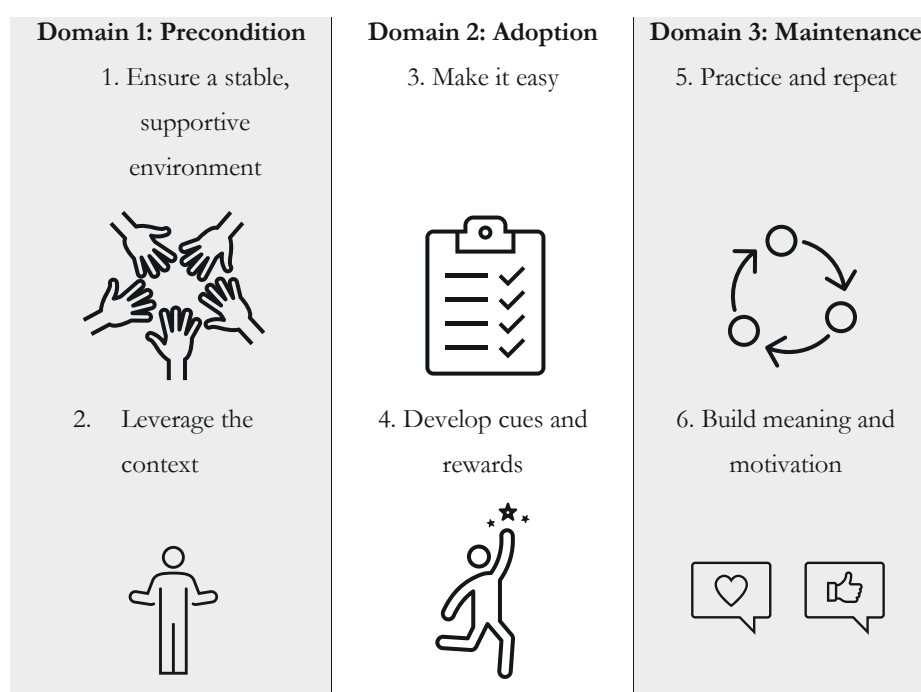 Domain 1: Precondition
1. Ensure a stable,
supportive
environment
2. Leverage the
context
Domain 2: Adoption
3. Make it easy
4. Develop cues and
rewards
Domain 3: Maintenance
5. Practice and repeat
6. Build meaning and
motivation